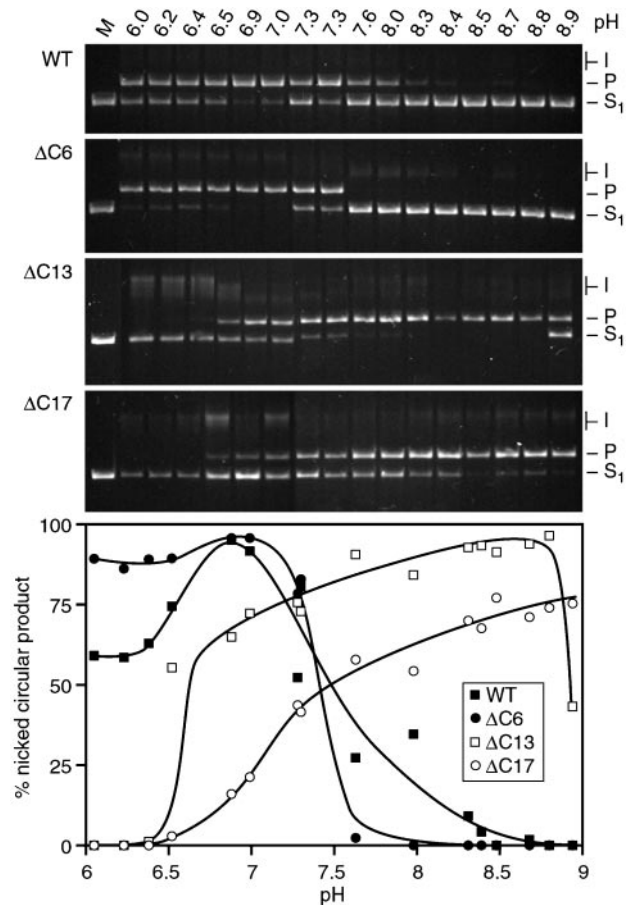 M 6.0 6.2 6.4 6.5 6.9 7.0 7.3 7.3 7.6 8.0 8.3 8.4 8.5 8.7 8.8 8.9 pH
WT
I
P
S1
ΔC6
I
P
S1
ΔC13
I
P
S1
ΔC17
I
P
S1
100
75
50
25
0
% nicked circular product
WT
ΔC6
ΔC13
ΔC17
6 6.5 7 7.5 8 8.5 9
pH